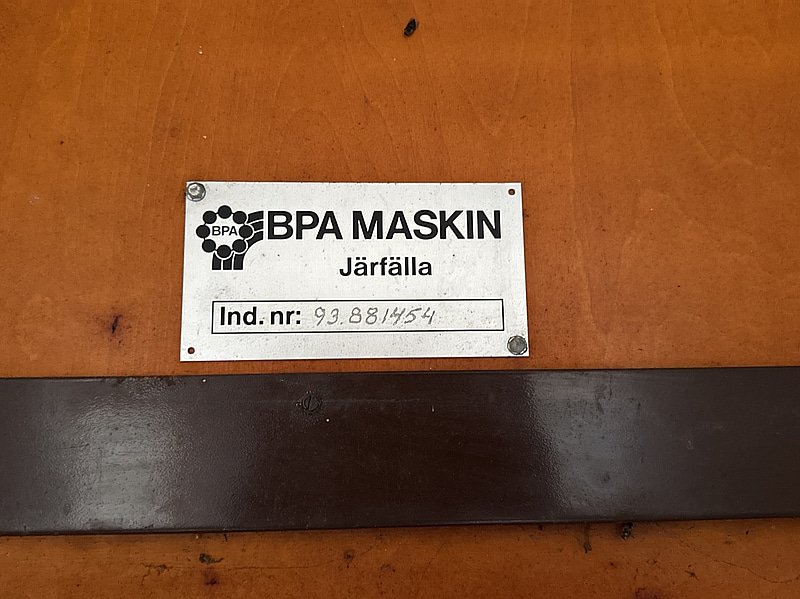 BPA
BPA MASKIN
Järfälla
Ind. nr: 93.881454